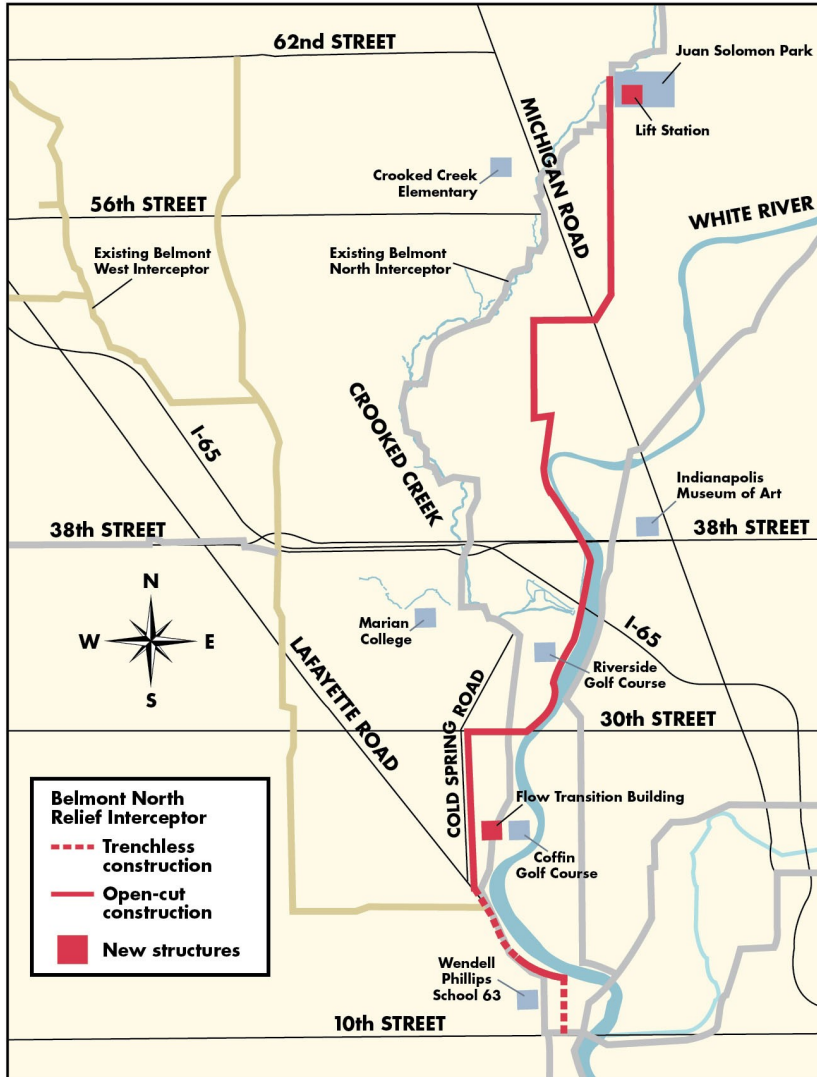 62nd STREET
Juan Solomon Park
Lift Station
MICHIGAN ROAD
Crooked Creek
Elementary
56th STREET
WHITE RIVER
Existing Belmont
West Interceptor
Existing Belmont
North Interceptor
CROOKED CREEK
I-65
Indianapolis
Museum of Art
38th STREET
38th STREET
N
W
E
S
Marian
College
I-65
LAFAYETTE ROAD
COLD SPRING ROAD
Riverside
Golf Course
30th STREET
Flow Transition Building
Coffin
Golf Course
Belmont North
Relief Interceptor
Trenchless
construction
Open-cut
construction
New structures
Wendell
Phillips
School 63
10th STREET